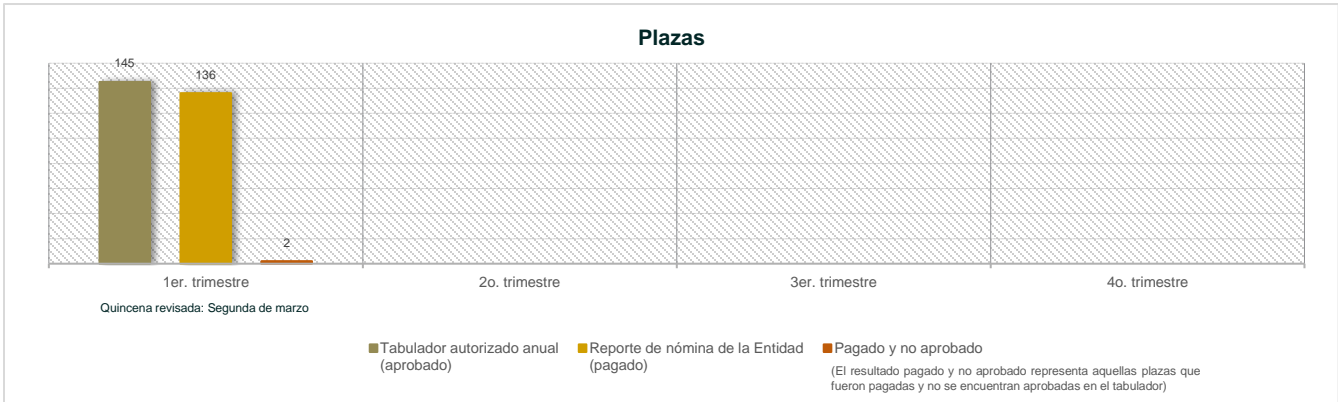 Plazas
145
136
2
1er. trimestre
2o. trimestre
3er. trimestre
4o. trimestre
Quincena revisada: Segunda de marzo
Tabulador autorizado anual
(aprobado)
Reporte de nómina de la Entidad
(pagado)
Pagado y no aprobado
(El resultado pagado y no aprobado representa aquellas plazas que
fueron pagadas y no se encuentran aprobadas en el tabulador)